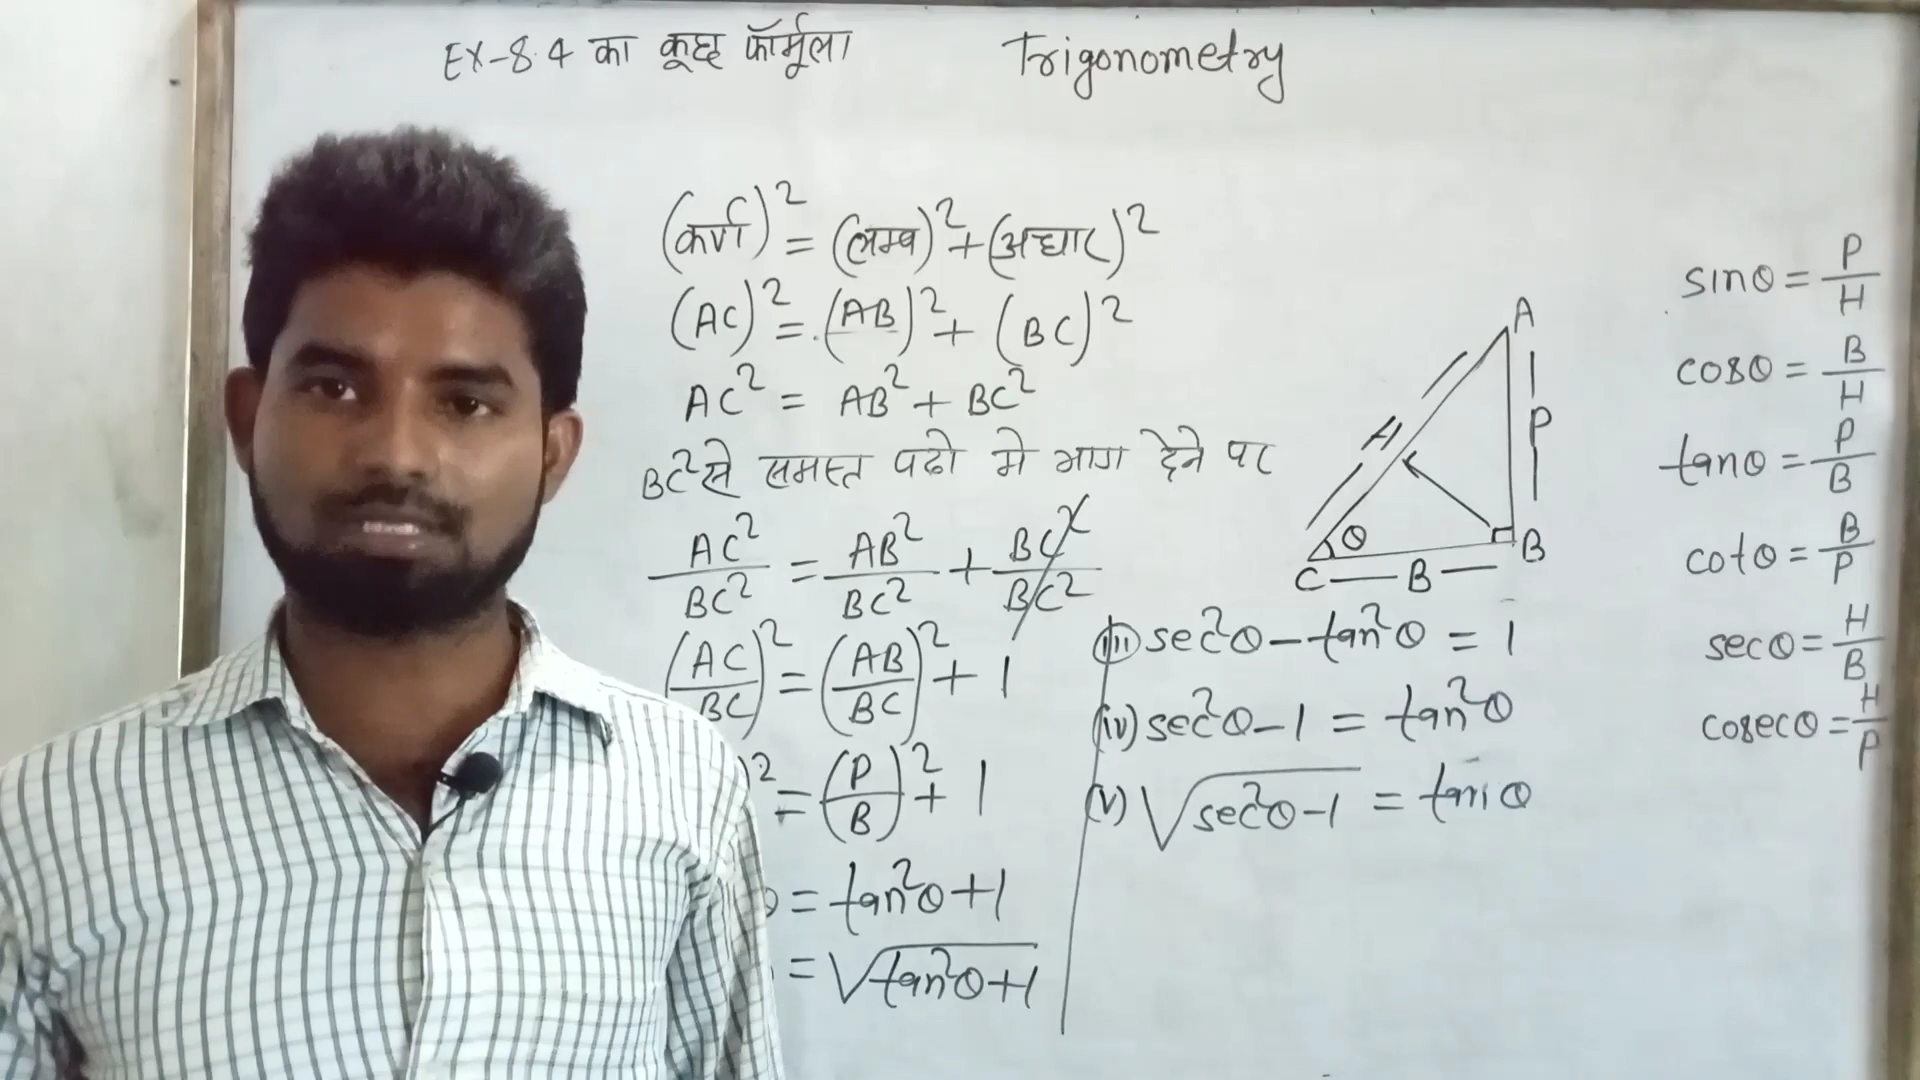 EX-8.4 का कूछ फॉर्मूला Trigonometry
(कर्ण)² = (लम्ब)² + (अधार)²
(AC)² = (AB)² + (BC)²
AC² = AB² + BC²
BC² से समस्त पदो मे भाग देने पर
AC²/BC² = AB²/BC² + BC²/BC²
(AC/BC)² = (AB/BC)² + 1
)² = (P/B)² + 1
= tan²θ+1
= √(tan²θ+1)
A
H
P
θ
C — B — B
(iii) sec²θ - tan²θ = 1
(iv) sec²θ-1 = tan²θ
(v) √(sec²θ-1) = tanθ
sinθ = P/H
cosθ = B/H
tanθ = P/B
cotθ = B/P
secθ = H/B
cosecθ = H/P